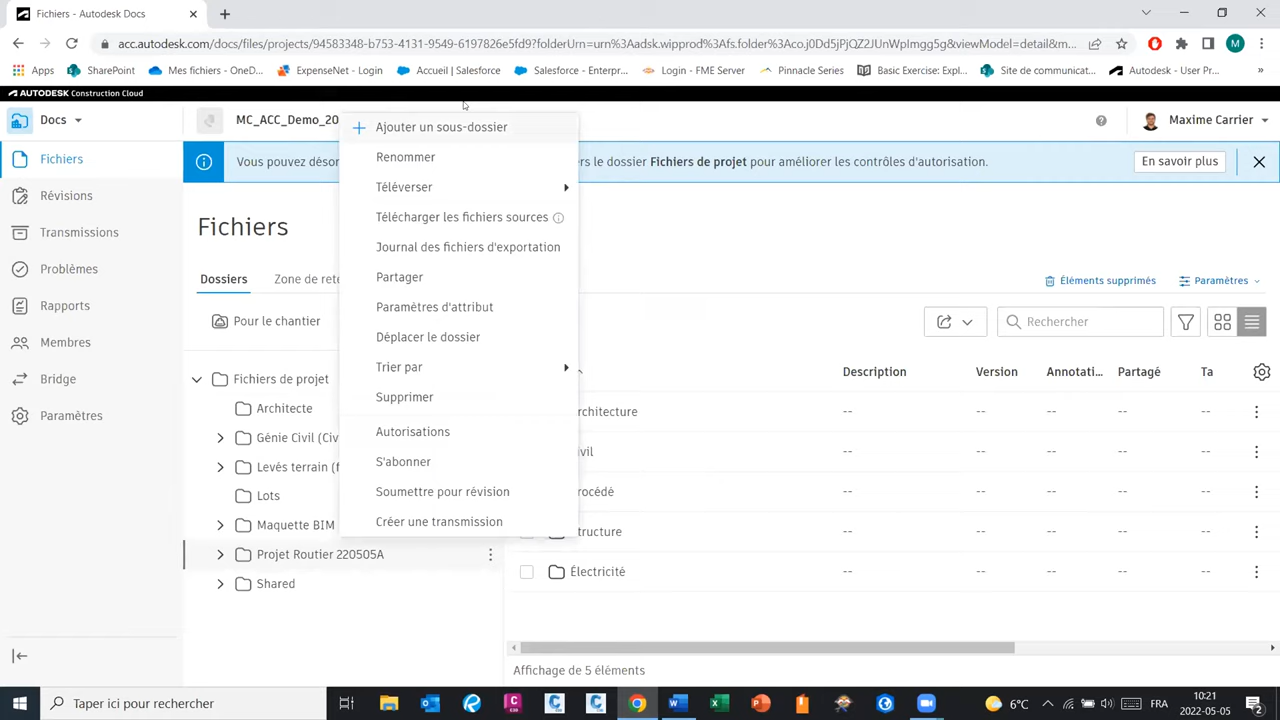 Fichiers - Autodesk Docs
acc.autodesk.com/docs/files/projects/94583348-b753-4131-954f-6197826e5fd9?folderUrn=urn%3Aadsk.wipprod%3Afs.folder%3Aco.
Apps
SharePoint
Mes fichiers - OneD...
ExpenseNet - Login
Accueil | Salesforce
Salesforce - Enterpr...
Login - FME Server
Pinnacle Series
Basic Exercise: Expl...
Site de communicat...
Autodesk - User Pr...
»
AUTODESK Construction Cloud
Docs
MC_ACC_Demo_20
Maxime Carrier
Fichiers
Révisions
Transmissions
Problèmes
Rapports
Membres
Bridge
Paramètres
Vous pouvez désor
rs le dossier Fichiers de projet pour améliorer les contrôles d'autorisation.
En savoir plus
Fichiers
Dossiers
Zone de rete
Éléments supprimés
Paramètres
Pour le chantier
Rechercher
Fichiers de projet
Architecte
Génie Civil (Civ
Levés terrain (f
Lots
Maquette BIM
Projet Routier 220505A
Shared
Ajouter un sous-dossier
Renommer
Téléverser
Télécharger les fichiers sources
Journal des fichiers d'exportation
Partager
Paramètres d'attribut
Déplacer le dossier
Trier par
Supprimer
Autorisations
S'abonner
Soumettre pour révision
Créer une transmission
Description Version Annotati... Partagé Ta
rchitecture -- -- -- -- --
ivil -- -- -- -- --
rocédé -- -- -- -- --
tructure -- -- -- -- --
Électricité -- -- -- -- --
Affichage de 5 éléments
Taper ici pour rechercher
6°C
FRA
10:21
2022-05-05
2